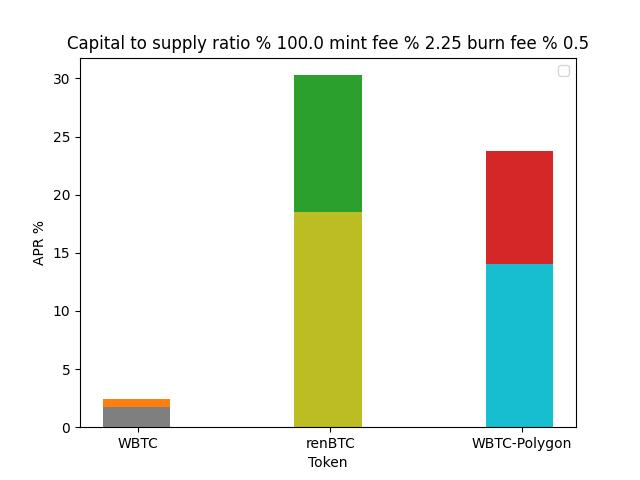 Capital to supply ratio % 100.0 mint fee % 2.25 burn fee % 0.5
30
25
20
15
10
5
0
APR %
WBTC renBTC WBTC-Polygon
Token